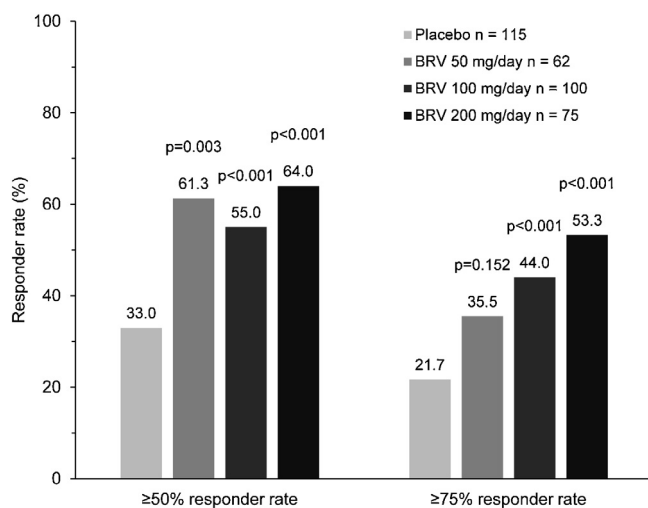 100
80
60
40
20
0
Responder rate (%)
Placebo n = 115
BRV 50 mg/day n = 62
BRV 100 mg/day n = 100
BRV 200 mg/day n = 75
33.0
p=0.003
61.3
p<0.001
55.0
p<0.001
64.0
21.7
p=0.152
35.5
p<0.001
44.0
p<0.001
53.3
≥50% responder rate
≥75% responder rate